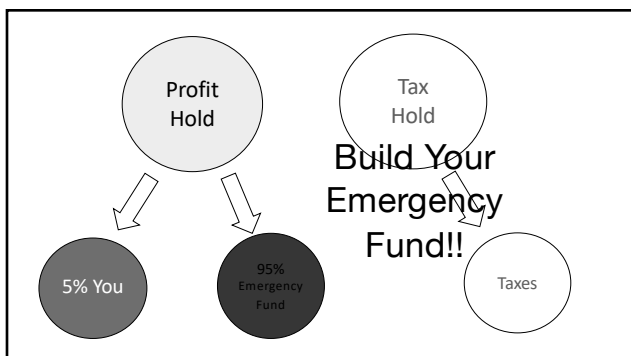 Profit
Hold
Tax
Hold
Build Your
Emergency
Fund!!
5% You
95%
Emergency
Fund
Taxes